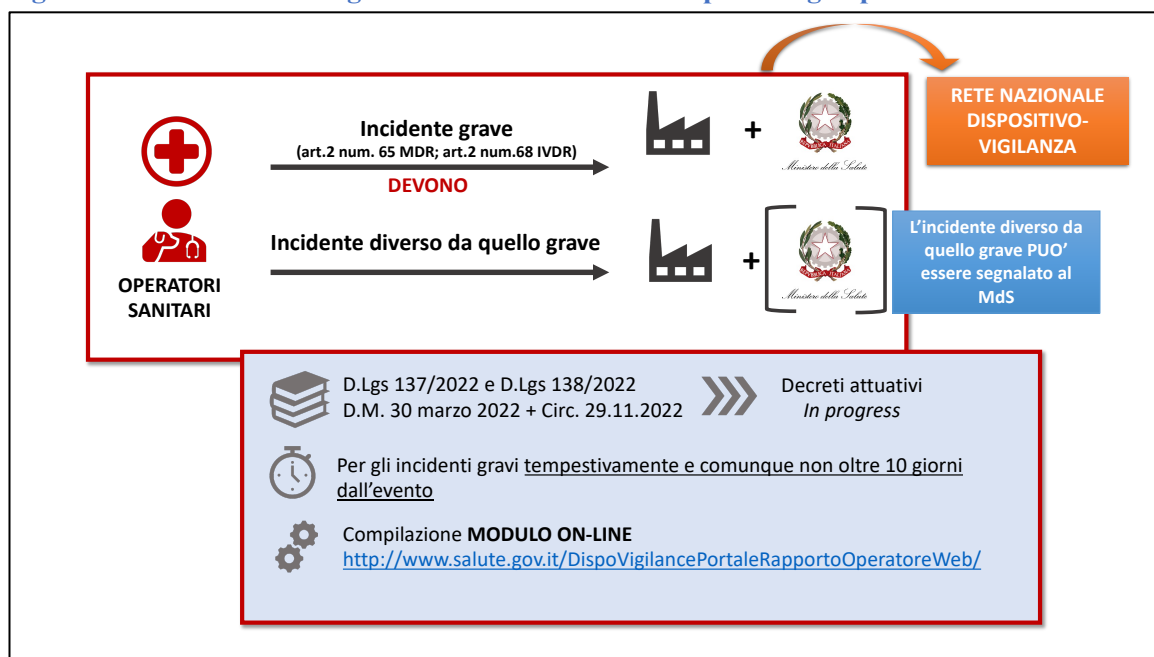 RETE NAZIONALE
DISPOSITIVO-
VIGILANZA
Incidente grave
(art.2 num. 65 MDR; art.2 num.68 IVDR)
DEVONO
+
Ministero della Salute
Incidente diverso da quello grave
+
Ministero della Salute
L'incidente diverso da
quello grave PUO'
essere segnalato al
MdS
OPERATORI
SANITARI
D.Lgs 137/2022 e D.Lgs 138/2022
D.M. 30 marzo 2022 + Circ. 29.11.2022
Decreti attuativi
In progress
Per gli incidenti gravi tempestivamente e comunque non oltre 10 giorni
dall'evento
Compilazione MODULO ON-LINE
http://www.salute.gov.it/DispoVigilancePortaleRapportoOperatoreWeb/